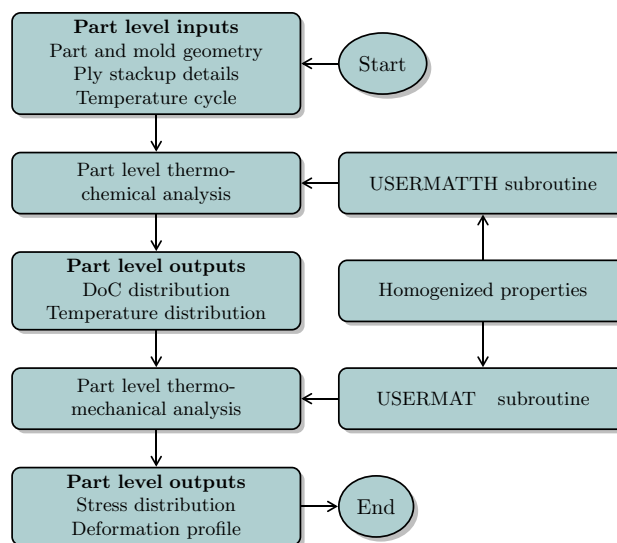 Part level inputs
Part and mold geometry
Ply stackup details
Temperature cycle
Start
Part level thermo-
chemical analysis
USERMATTH subroutine
Part level outputs
DoC distribution
Temperature distribution
Homogenized properties
Part level thermo-
mechanical analysis
USERMAT subroutine
Part level outputs
Stress distribution
Deformation profile
End